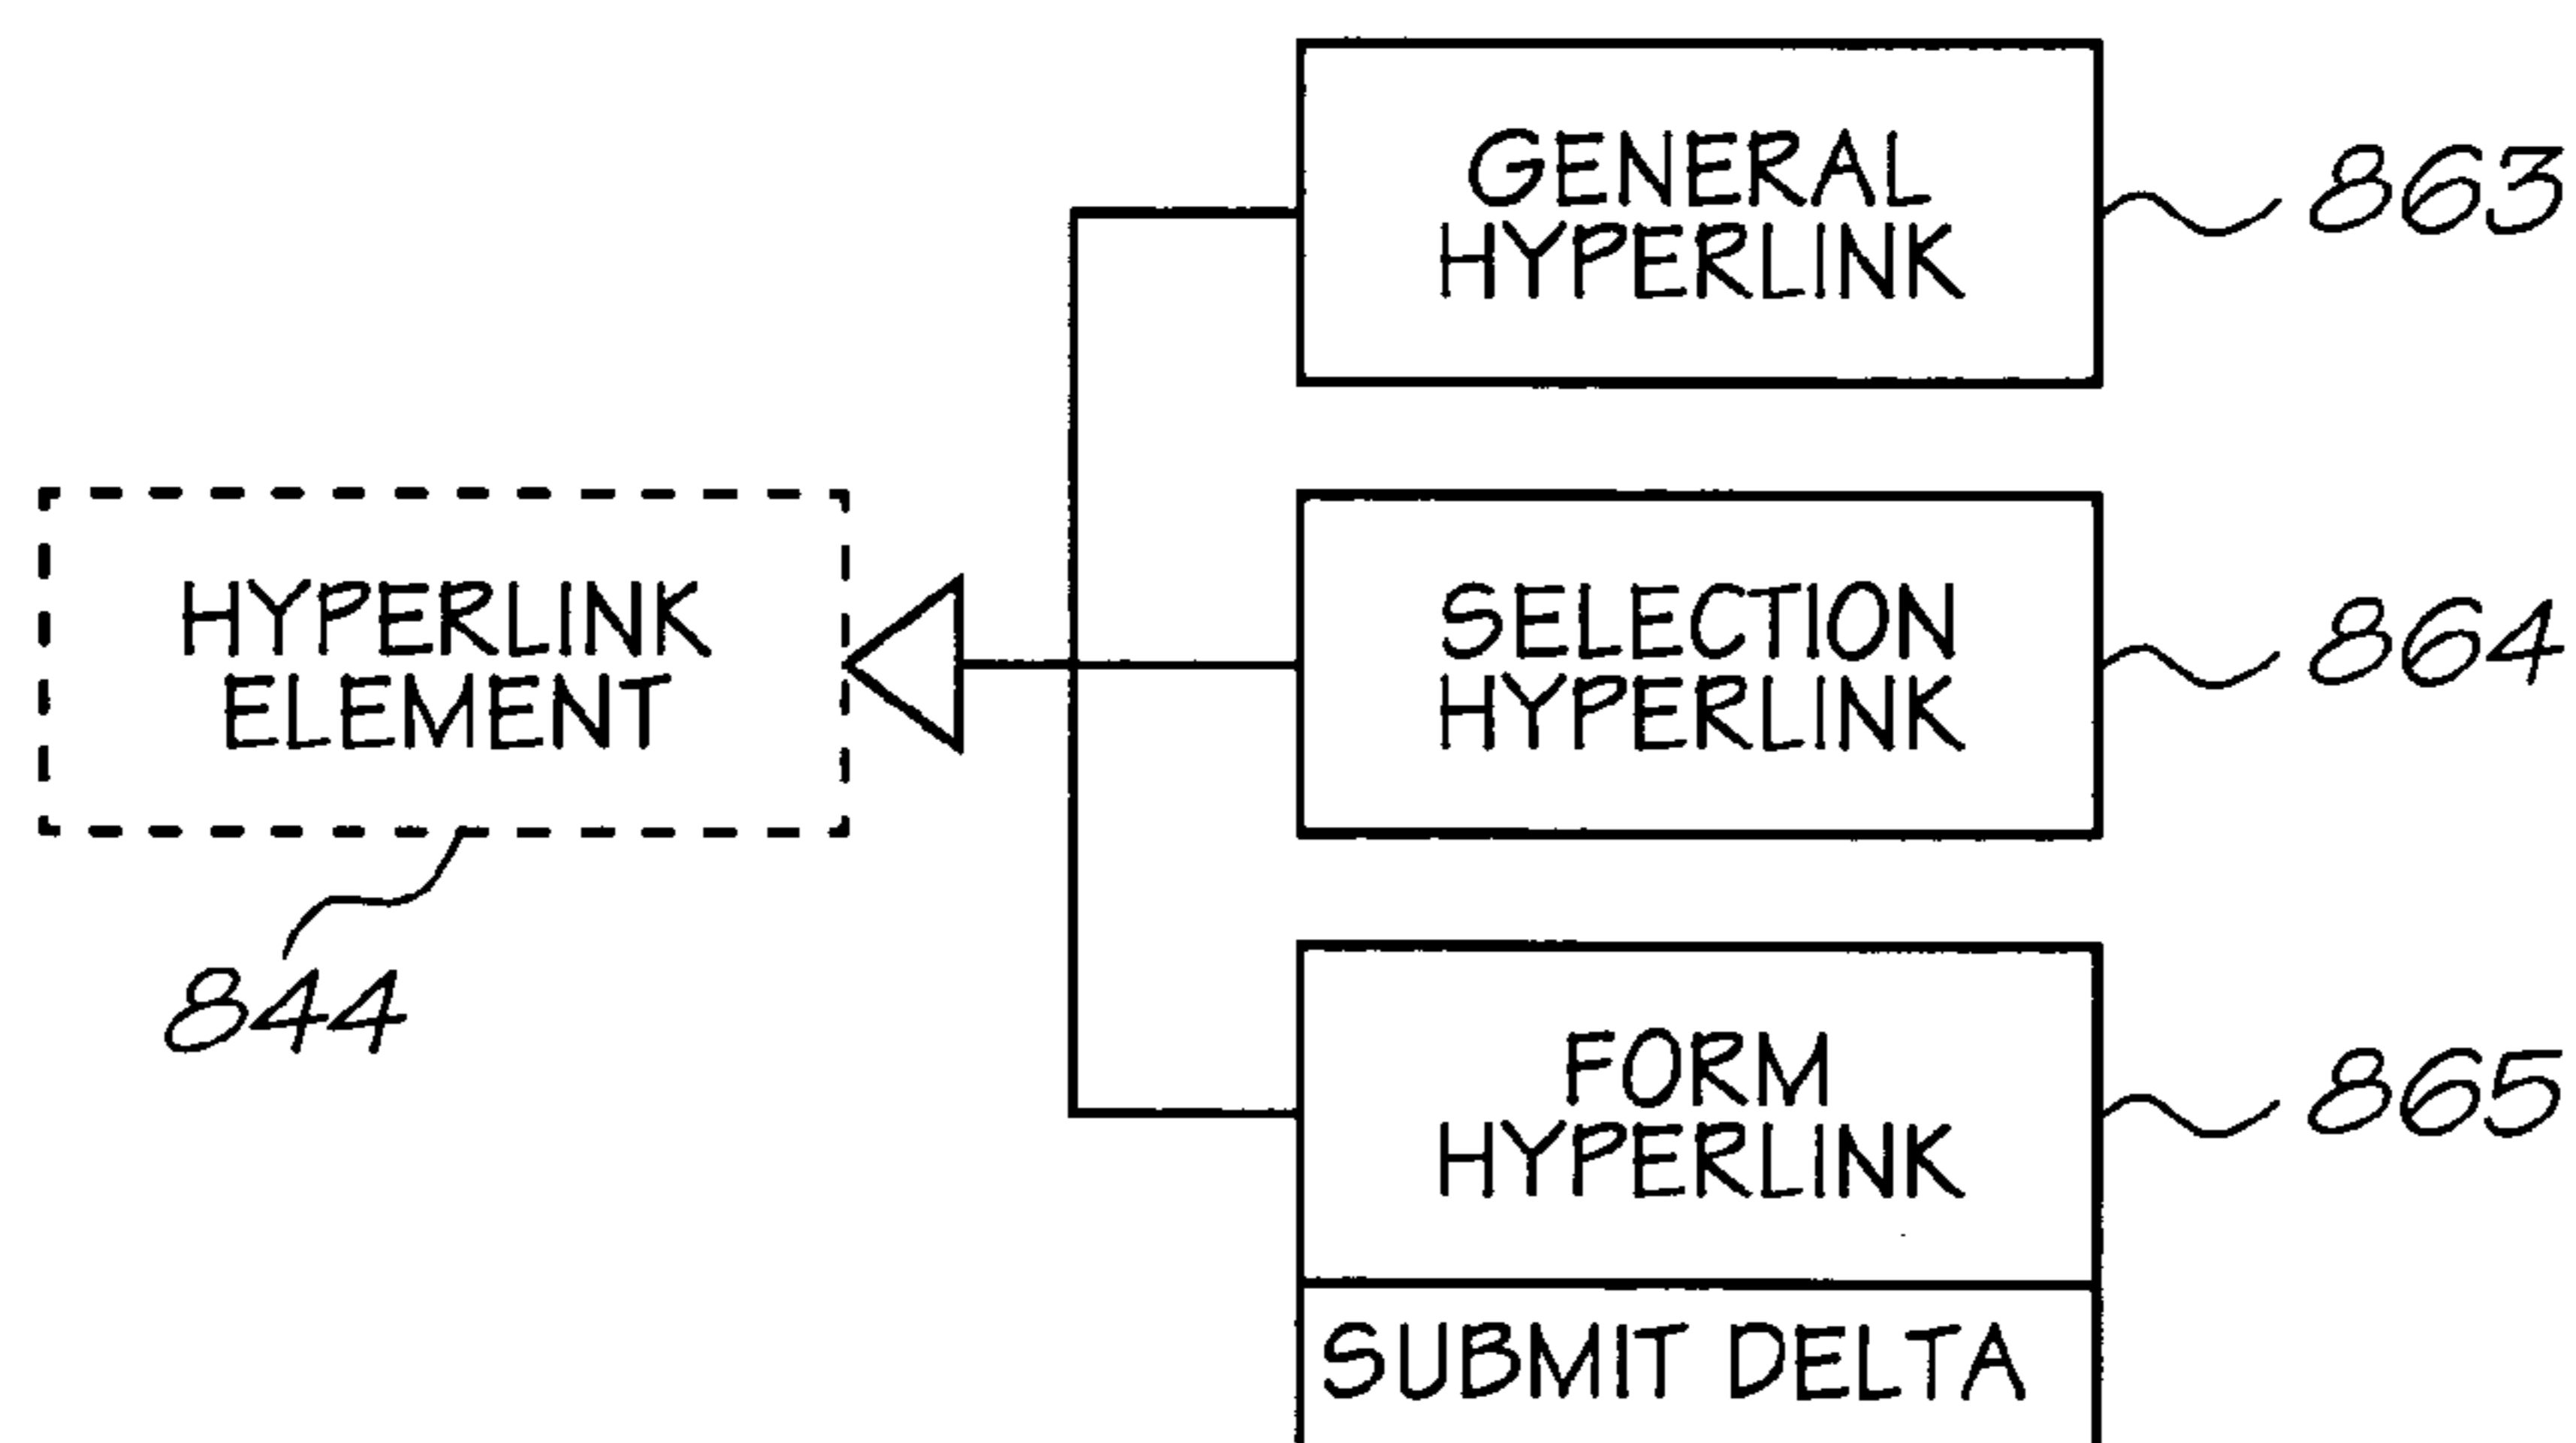 GENERAL
HYPERLINK
863
HYPERLINK
ELEMENT
844
SELECTION
HYPERLINK
864
FORM
HYPERLINK
865
SUBMIT DELTA